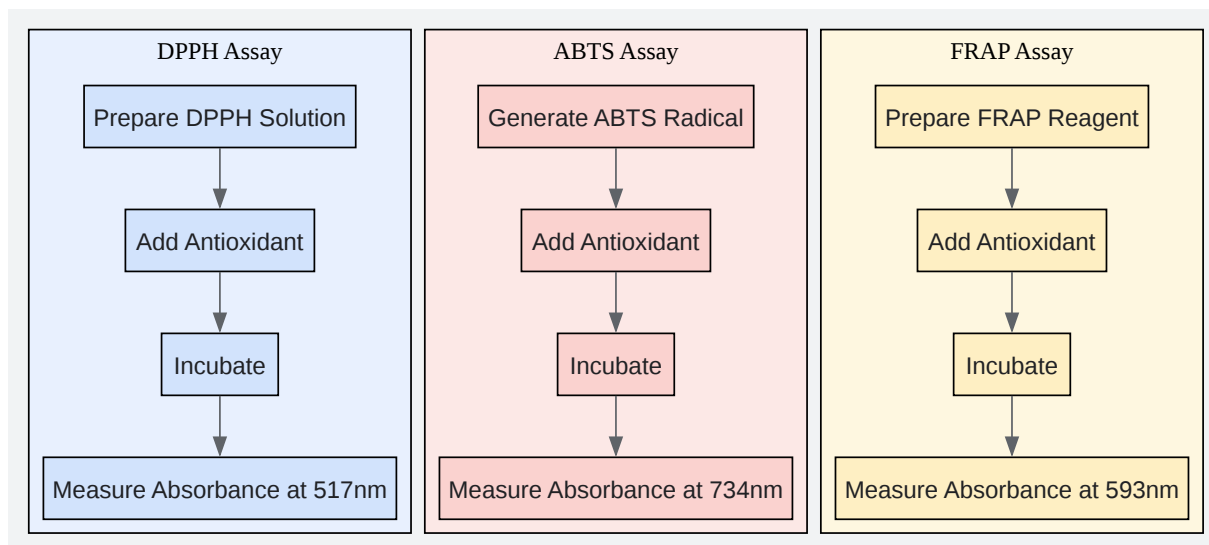 DPPH Assay
Prepare DPPH Solution
Add Antioxidant
Incubate
Measure Absorbance at 517nm
ABTS Assay
Generate ABTS Radical
Add Antioxidant
Incubate
Measure Absorbance at 734nm
FRAP Assay
Prepare FRAP Reagent
Add Antioxidant
Incubate
Measure Absorbance at 593nm